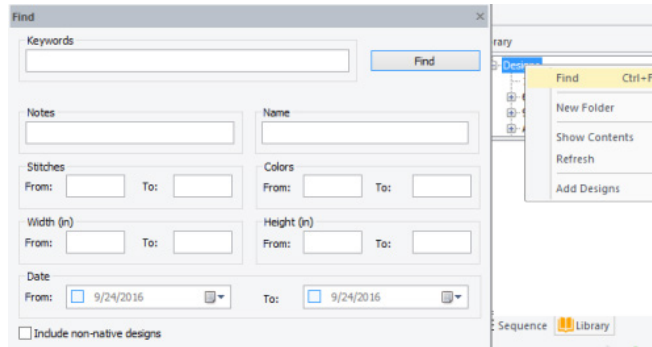 Find
Keywords
Find
Notes
Name
Stitches
From:
To:
Colors
From:
To:
Width (in)
From:
To:
Height (in)
From:
To:
Date
From:
9/24/2016
To:
9/24/2016
Include non-native designs
rary
Designs
Find Ctrl+F
New Folder
Show Contents
Refresh
Add Designs
Sequence
Library